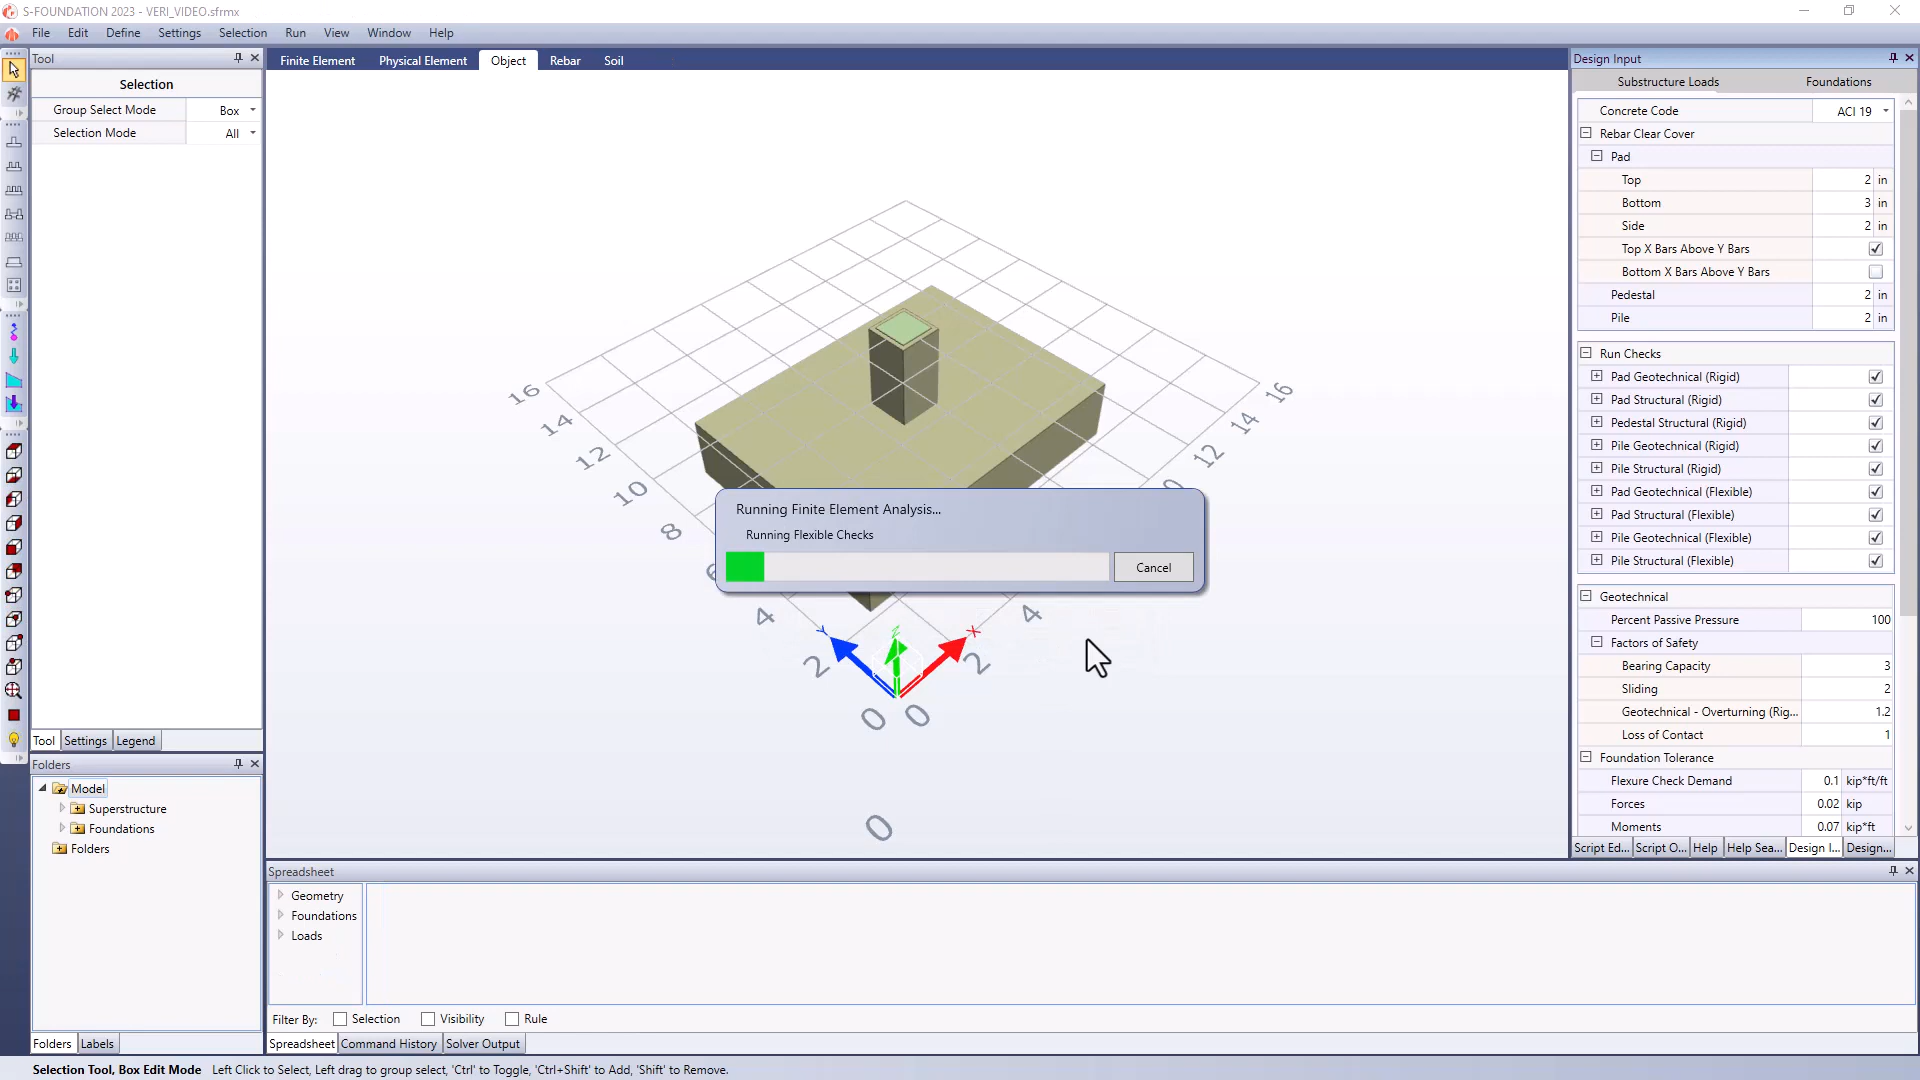 S-FOUNDATION 2023 - VERI_VIDEO.sfrmx
File Edit Define Settings Selection Run View Window Help
Tool
Selection
Group Select Mode Box
Selection Mode All
Tool Settings Legend
Folders
Model
Superstructure
Foundations
Folders
Folders Labels
Finite Element Physical Element Object Rebar Soil
16
14
12
10
8
4
2
0
0
2
4
12
14
16
Y
Z
X
0
Running Finite Element Analysis...
Running Flexible Checks
Cancel
Spreadsheet
Geometry
Foundations
Loads
Filter By: Selection Visibility Rule
Spreadsheet Command History Solver Output
Design Input
Substructure Loads Foundations
Concrete Code ACI 19
Rebar Clear Cover
Pad
Top 2 in
Bottom 3 in
Side 2 in
Top X Bars Above Y Bars
Bottom X Bars Above Y Bars
Pedestal 2 in
Pile 2 in
Run Checks
Pad Geotechnical (Rigid)
Pad Structural (Rigid)
Pedestal Structural (Rigid)
Pile Geotechnical (Rigid)
Pile Structural (Rigid)
Pad Geotechnical (Flexible)
Pad Structural (Flexible)
Pile Geotechnical (Flexible)
Pile Structural (Flexible)
Geotechnical
Percent Passive Pressure 100
Factors of Safety
Bearing Capacity 3
Sliding 2
Geotechnical - Overturning (Rig... 1.2
Loss of Contact 1
Foundation Tolerance
Flexure Check Demand 0.1 kip*ft/ft
Forces 0.02 kip
Moments 0.07 kip*ft
Script Ed... Script O... Help Help Sea... Design I... Design...
Selection Tool, Box Edit Mode Left Click to Select, Left drag to group select, 'Ctrl' to Toggle, 'Ctrl+Shift' to Add, 'Shift' to Remove.